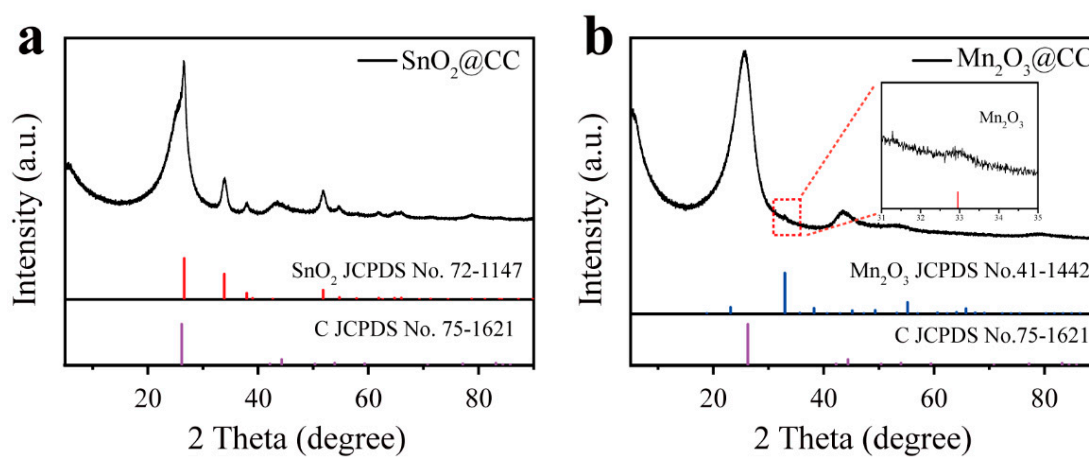 a
SnO₂@CC
Intensity (a.u.)
SnO₂ JCPDS No. 72-1147
C JCPDS No. 75-1621
20 40 60 80
2 Theta (degree)
b
Mn₂O₃@CC
Mn₂O₃
31 32 33 34 35
Intensity (a.u.)
Mn₂O₃ JCPDS No.41-1442
C JCPDS No.75-1621
20 40 60 80
2 Theta (degree)